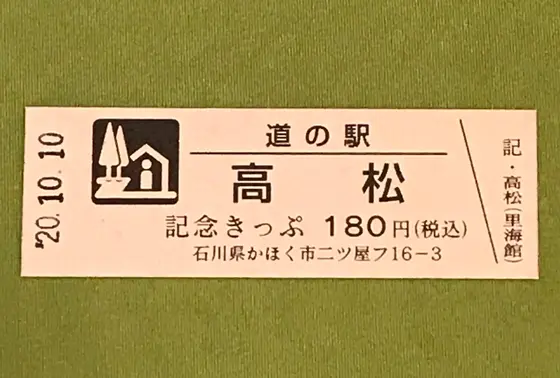 '20.10.10
道の駅
高松
記念きっぷ 180円(税込)
石川県かほく市二ツ屋フ16-3
記・高松(里海館)